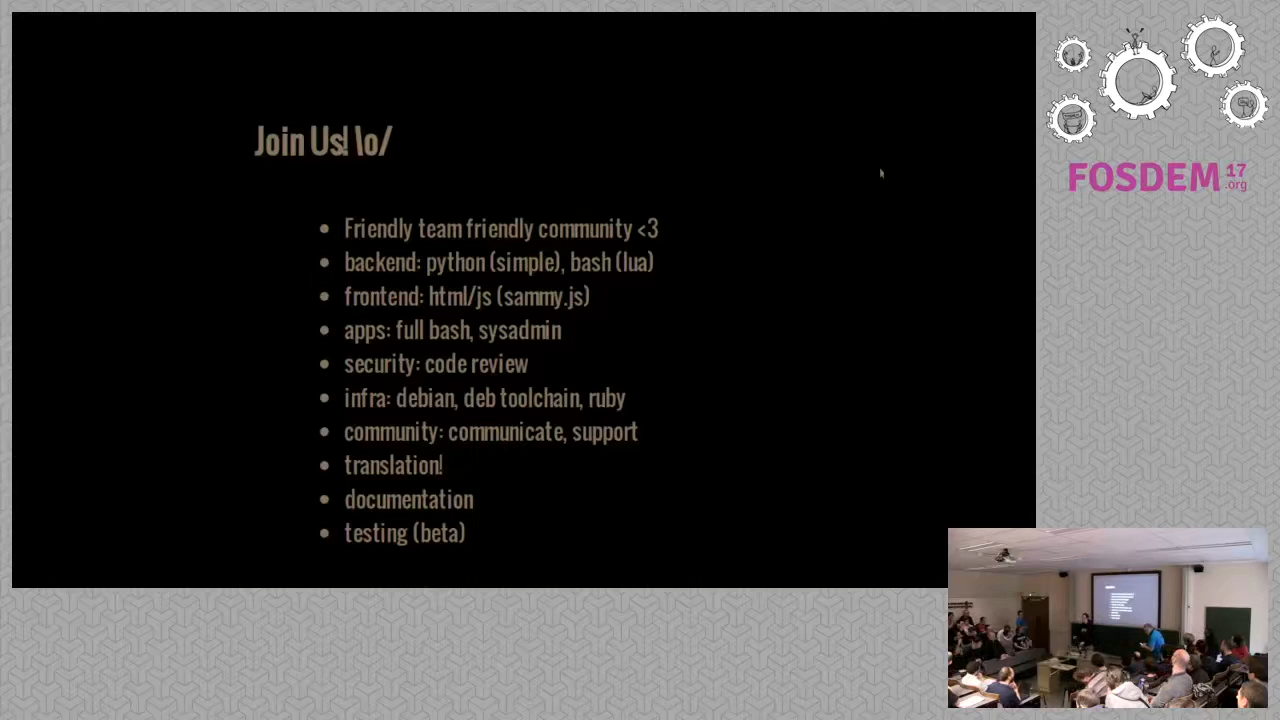 Join Us! \o/
Friendly team friendly community <3
backend: python (simple), bash (lua)
frontend: html/js (sammy.js)
apps: full bash, sysadmin
security: code review
infra: debian, deb toolchain, ruby
community: communicate, support
translation!
documentation
testing (beta)
FOSDEM 17
.org